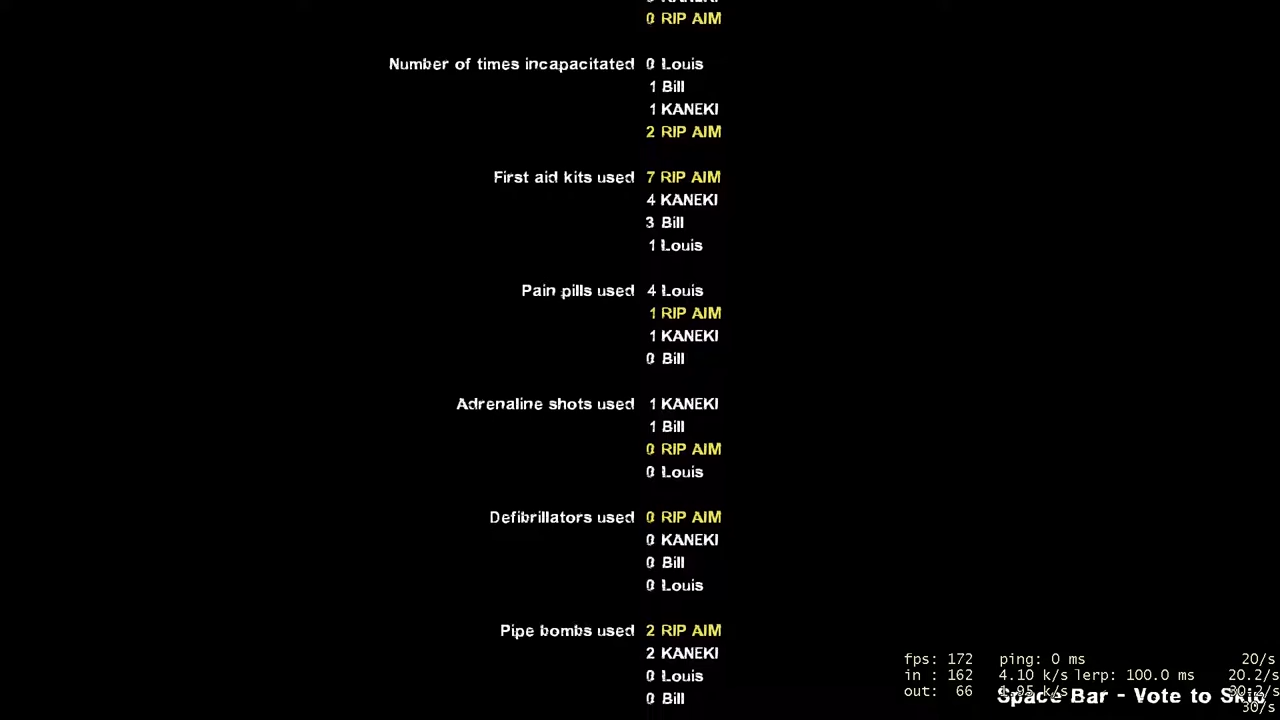 0 RIP AIM
Number of times incapacitated 0 Louis
1 Bill
1 KANEKI
2 RIP AIM
First aid kits used 7 RIP AIM
4 KANEKI
3 Bill
1 Louis
Pain pills used 4 Louis
1 RIP AIM
1 KANEKI
0 Bill
Adrenaline shots used 1 KANEKI
1 Bill
0 RIP AIM
0 Louis
Defibrillators used 0 RIP AIM
0 KANEKI
0 Bill
0 Louis
Pipe bombs used 2 RIP AIM
2 KANEKI
0 Louis
0 Bill
fps: 172 ping: 0 ms 20/s
in : 162 4.10 k/s lerp: 100.0 ms 20.2/s
out: 66 k/s
Space Bar - Vote to Skip
30/s